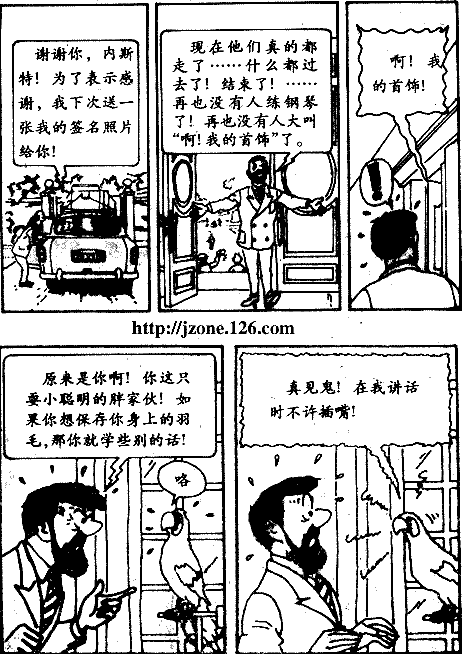 谢谢你，内斯
特！为了表示感
谢，我下次送一
张我的签名照片
给你！
现在他们真的都
走了……什么都过
去了！结束了！……
再也没有人练钢琴
了！再也没有人大叫
“啊！我的首饰”了。
啊！我
的首饰！
!
http://jzone.126.com
原来是你啊！你这只
耍小聪明的胖家伙！如
果你想保存你身上的羽
毛,那你就学些别的话！
咯
真见鬼！在我讲话
时不许插嘴！